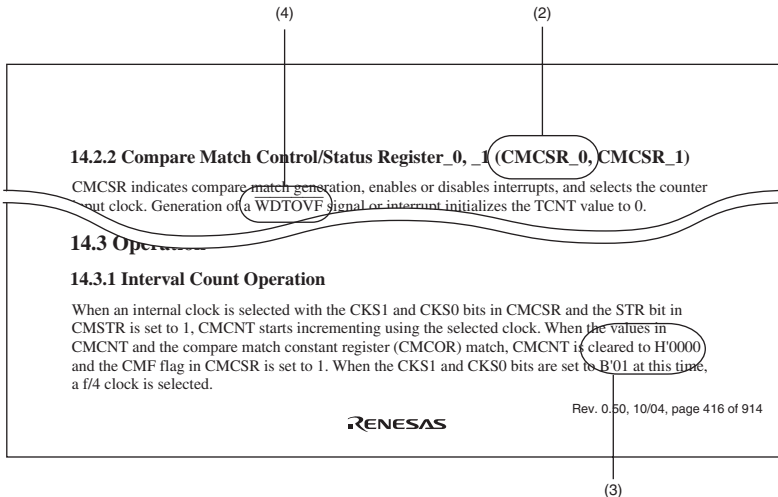 (4) (2)
14.2.2 Compare Match Control/Status Register_0, _1 (CMCSR_0, CMCSR_1)
CMCSR indicates compare match generation, enables or disables interrupts, and selects the counter
input clock. Generation of a WDTOVF signal or interrupt initializes the TCNT value to 0.
14.3 Operation
14.3.1 Interval Count Operation
When an internal clock is selected with the CKS1 and CKS0 bits in CMCSR and the STR bit in
CMSTR is set to 1, CMCNT starts incrementing using the selected clock. When the values in
CMCNT and the compare match constant register (CMCOR) match, CMCNT is cleared to H'0000
and the CMF flag in CMCSR is set to 1. When the CKS1 and CKS0 bits are set to B'01 at this time,
a f/4 clock is selected.
Rev. 0.50, 10/04, page 416 of 914
RENESAS
(3)